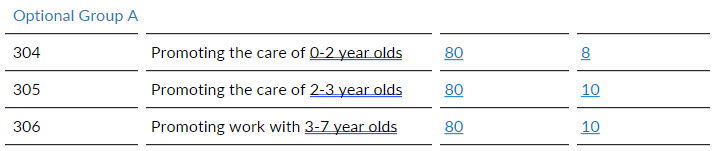 Optional Group A
304 Promoting the care of 0-2 year olds 80 8
305 Promoting the care of 2-3 year olds 80 10
306 Promoting work with 3-7 year olds 80 10